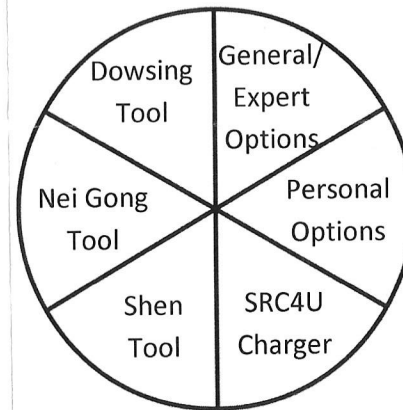 Dowsing
Tool
General/
Expert
Options
Personal
Options
SRC4U
Charger
Shen
Tool
Nei Gong
Tool